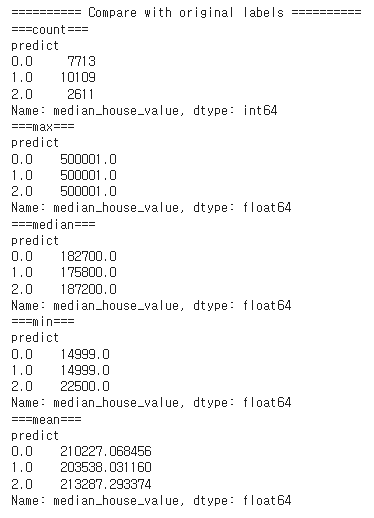 ========== Compare with original labels ==========
===count===
predict
0.0     7713
1.0    10109
2.0     2611
Name: median_house_value, dtype: int64
===max===
predict
0.0    500001.0
1.0    500001.0
2.0    500001.0
Name: median_house_value, dtype: float64
===median===
predict
0.0    182700.0
1.0    175800.0
2.0    187200.0
Name: median_house_value, dtype: float64
===min===
predict
0.0    14999.0
1.0    14999.0
2.0    22500.0
Name: median_house_value, dtype: float64
===mean===
predict
0.0    210227.068456
1.0    203538.031160
2.0    213287.293374
Name: median_house_value, dtype: float64